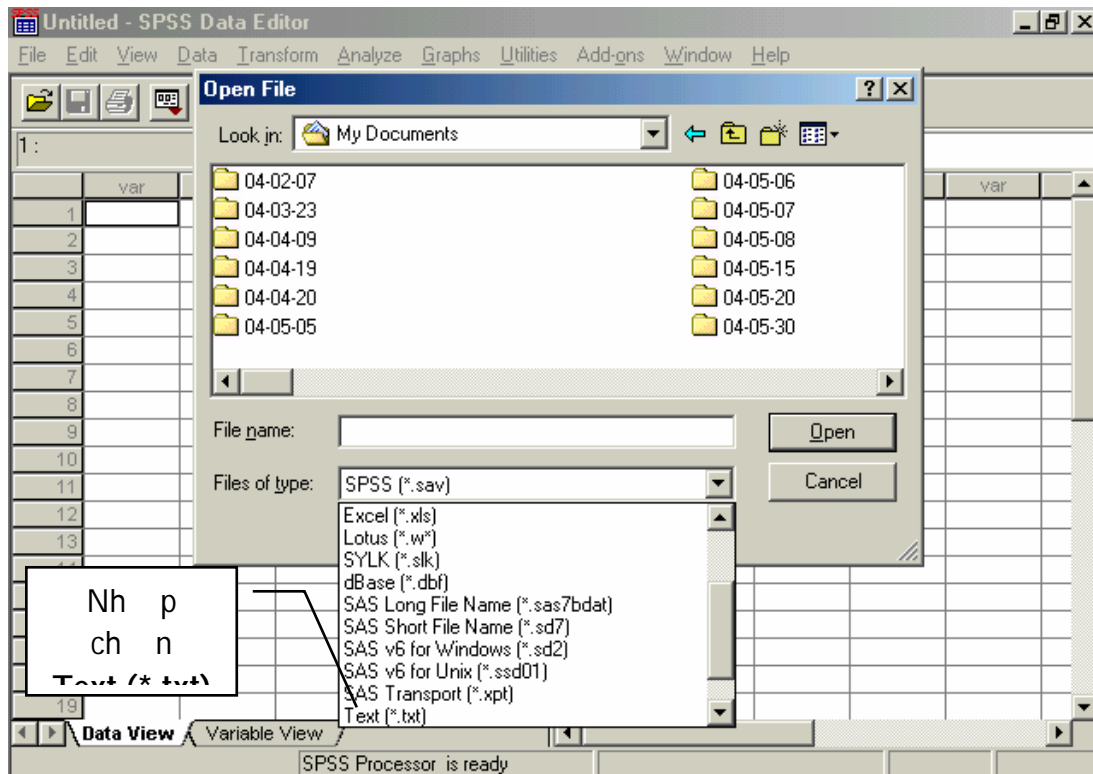 SPSS
Untitled - SPSS Data Editor
File Edit View Data Transform Analyze Graphs Utilities Add-ons Window Help
Open File
Look in: My Documents
1 :
var
var
04-02-07
04-03-23
04-04-09
04-04-19
04-04-20
04-05-05
04-05-06
04-05-07
04-05-08
04-05-15
04-05-20
04-05-30
1
2
3
4
5
6
7
8
9
10
11
12
13
19
File name:
Open
Files of type: SPSS (*.sav)
Cancel
Excel (*.xls)
Lotus (*.w*)
SYLK (*.slk)
dBase (*.dbf)
SAS Long File Name (*.sas7bdat)
SAS Short File Name (*.sd7)
SAS v6 for Windows (*.sd2)
SAS v6 for Unix (*.ssd01)
SAS Transport (*.xpt)
Text (*.txt)
Nh p
ch n
Text (*.txt)
Data View Variable View
SPSS Processor is ready